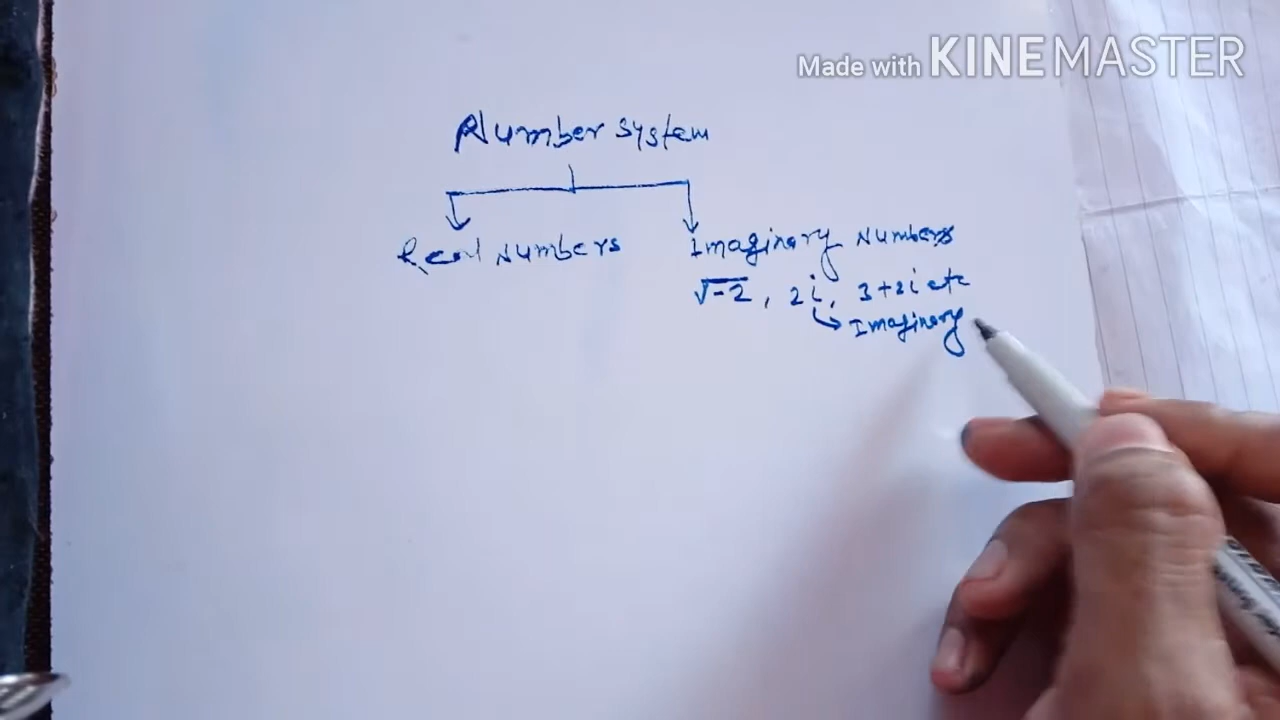 Made with KINEMASTER
Number system
Real Numbers
Imaginary Numbers
√-2, 2i, 3+2i etc
Imaginary